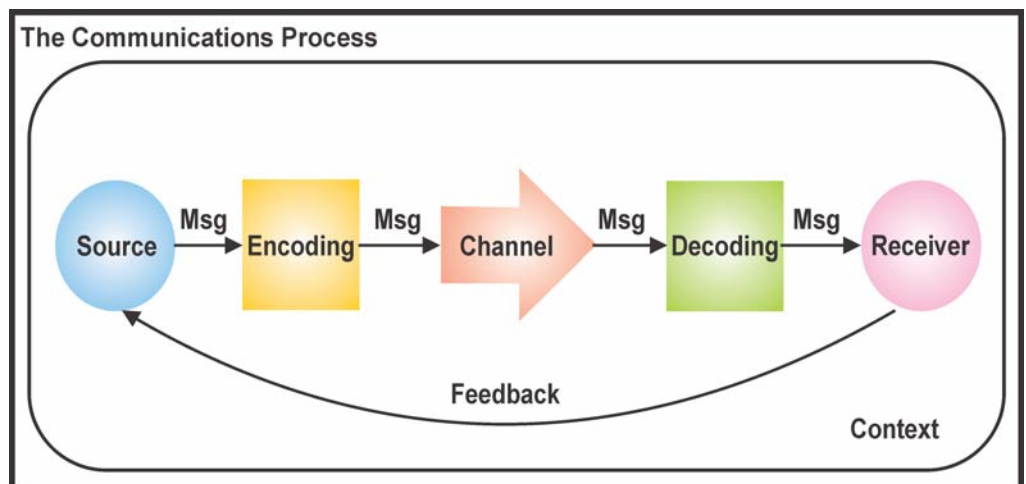 The Communications Process
Msg Msg Msg Msg
Source Encoding Channel Decoding Receiver
Feedback
Context